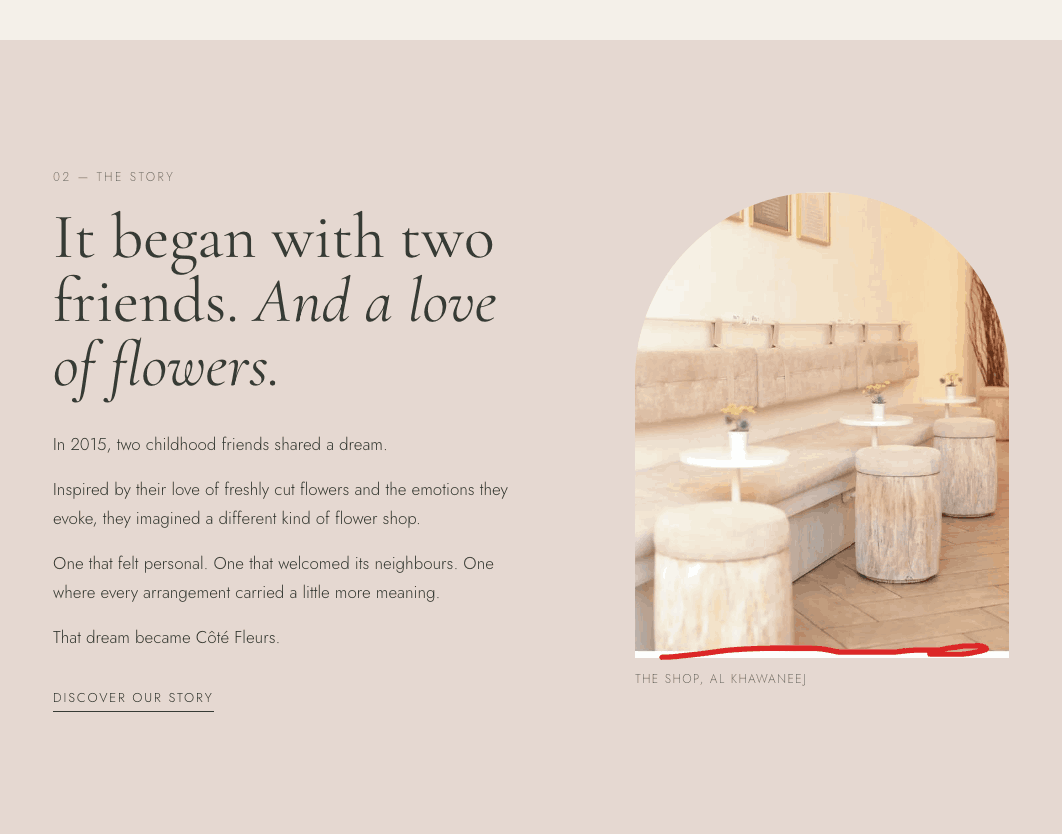 02 — THE STORY
It began with two
friends. And a love
of flowers.
In 2015, two childhood friends shared a dream.
Inspired by their love of freshly cut flowers and the emotions they
evoke, they imagined a different kind of flower shop.
One that felt personal. One that welcomed its neighbours. One
where every arrangement carried a little more meaning.
That dream became Côté Fleurs.
DISCOVER OUR STORY
THE SHOP, AL KHAWANEEJ